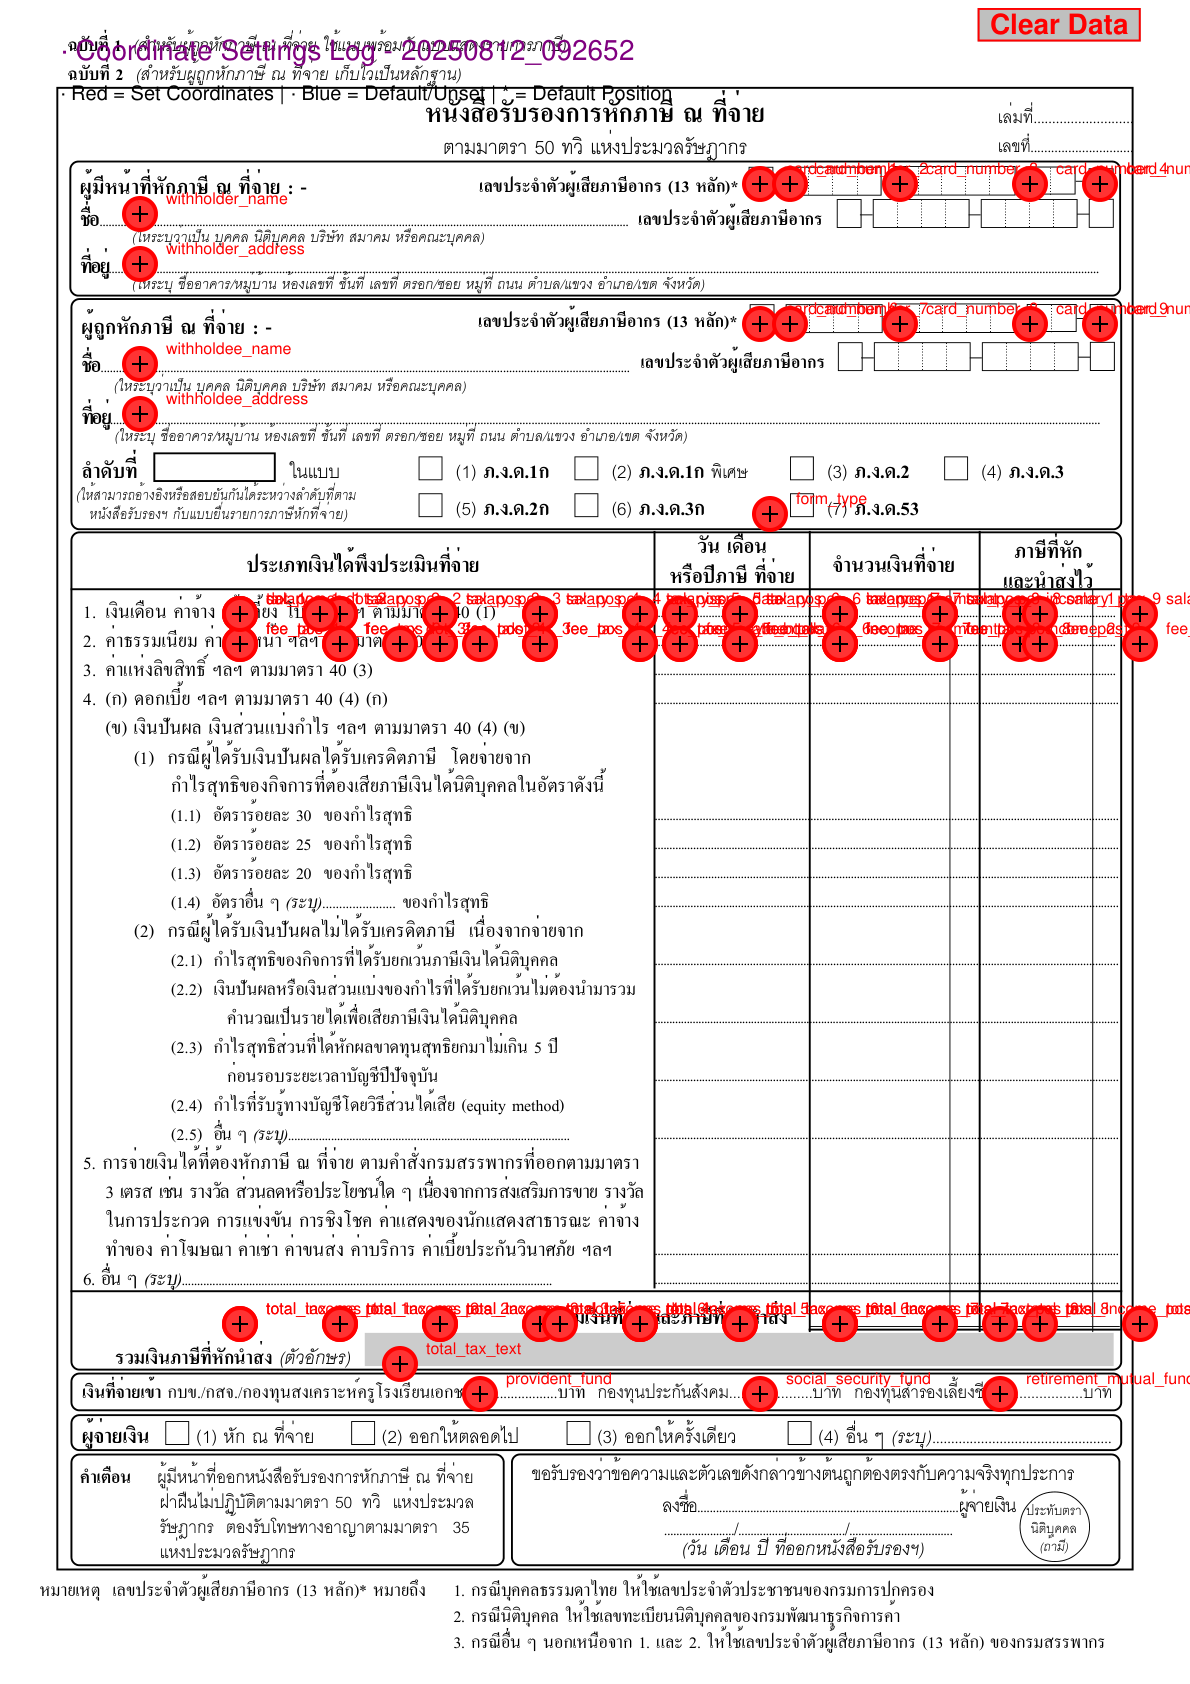 Clear Data
ฉบับที่ 1 (สำหรับผู้ถูกหักภาษี ณ ที่จ่าย ใช้แนบพร้อมกับแบบแสดงรายการภาษี)
· Coordinate Settings Log - 20250812_092652
ฉบับที่ 2 (สำหรับผู้ถูกหักภาษี ณ ที่จ่าย เก็บไว้เป็นหลักฐาน)
· Red = Set Coordinates | · Blue = Default/Unset | * = Default Position
หนังสือรับรองการหักภาษี ณ ที่จ่าย
เล่มที่
ตามมาตรา 50 ทวิ แห่งประมวลรัษฎากร
เลขที่
ผู้มีหน้าที่หักภาษี ณ ที่จ่าย : -
เลขประจำตัวผู้เสียภาษีอากร (13 หลัก)*
withholder_name
ชื่อ
เลขประจำตัวผู้เสียภาษีอากร
(ให้ระบุว่าเป็น บุคคล นิติบุคคล บริษัท สมาคม หรือคณะบุคคล)
withholder_address
ที่อยู่
(ให้ระบุ ชื่ออาคาร/หมู่บ้าน ห้องเลขที่ ชั้นที่ เลขที่ ตรอก/ซอย หมู่ที่ ถนน ตำบล/แขวง อำเภอ/เขต จังหวัด)
ผู้ถูกหักภาษี ณ ที่จ่าย : -
เลขประจำตัวผู้เสียภาษีอากร (13 หลัก)*
withholdee_name
ชื่อ
เลขประจำตัวผู้เสียภาษีอากร
(ให้ระบุว่าเป็น บุคคล นิติบุคคล บริษัท สมาคม หรือคณะบุคคล)
withholdee_address
ที่อยู่
(ให้ระบุ ชื่ออาคาร/หมู่บ้าน ห้องเลขที่ ชั้นที่ เลขที่ ตรอก/ซอย หมู่ที่ ถนน ตำบล/แขวง อำเภอ/เขต จังหวัด)
ลำดับที่ ในแบบ (1) ภ.ง.ด.1ก (2) ภ.ง.ด.1ก พิเศษ (3) ภ.ง.ด.2 (4) ภ.ง.ด.3
(ให้สามารถอ้างอิงหรือสอบยันกันได้ระหว่างลำดับที่ตาม
หนังสือรับรองฯ กับแบบยื่นรายการภาษีหักที่จ่าย)
form_type
(5) ภ.ง.ด.2ก (6) ภ.ง.ด.3ก (7) ภ.ง.ด.53
ประเภทเงินได้พึงประเมินที่จ่าย
วัน เดือน
หรือปีภาษี ที่จ่าย
จำนวนเงินที่จ่าย
ภาษีที่หัก
และนำส่งไว้
1. เงินเดือน ค่าจ้าง ตามมาตรา 40 (1)
2. ค่าธรรมเนียม
3. ค่าแห่งลิขสิทธิ์ ฯลฯ ตามมาตรา 40 (3)
4. (ก) ดอกเบี้ย ฯลฯ ตามมาตรา 40 (4) (ก)
(ข) เงินปันผล เงินส่วนแบ่งกำไร ฯลฯ ตามมาตรา 40 (4) (ข)
(1) กรณีผู้ได้รับเงินปันผลได้รับเครดิตภาษี โดยจ่ายจาก
กำไรสุทธิของกิจการที่ต้องเสียภาษีเงินได้นิติบุคคลในอัตราดังนี้
(1.1) อัตราร้อยละ 30 ของกำไรสุทธิ
(1.2) อัตราร้อยละ 25 ของกำไรสุทธิ
(1.3) อัตราร้อยละ 20 ของกำไรสุทธิ
(1.4) อัตราอื่น ๆ (ระบุ)...................... ของกำไรสุทธิ
(2) กรณีผู้ได้รับเงินปันผลไม่ได้รับเครดิตภาษี เนื่องจากจ่ายจาก
(2.1) กำไรสุทธิของกิจการที่ได้รับยกเว้นภาษีเงินได้นิติบุคคล
(2.2) เงินปันผลหรือเงินส่วนแบ่งของกำไรที่ได้รับยกเว้นไม่ต้องนำมารวม
คำนวณเป็นรายได้เพื่อเสียภาษีเงินได้นิติบุคคล
(2.3) กำไรสุทธิส่วนที่ได้หักผลขาดทุนสุทธิยกมาไม่เกิน 5 ปี
ก่อนรอบระยะเวลาบัญชีปีปัจจุบัน
(2.4) กำไรที่รับรู้ทางบัญชีโดยวิธีส่วนได้เสีย (equity method)
(2.5) อื่น ๆ (ระบุ)
5. การจ่ายเงินได้ที่ต้องหักภาษี ณ ที่จ่าย ตามคำสั่งกรมสรรพากรที่ออกตามมาตรา
3 เตรส เช่น รางวัล ส่วนลดหรือประโยชน์ใด ๆ เนื่องจากการส่งเสริมการขาย รางวัล
ในการประกวด การแข่งขัน การชิงโชค ค่าแสดงของนักแสดงสาธารณะ ค่าจ้าง
ทำของ ค่าโฆษณา ค่าเช่า ค่าขนส่ง ค่าบริการ ค่าเบี้ยประกันวินาศภัย ฯลฯ
6. อื่น ๆ (ระบุ)
total_tax_text
รวมเงินภาษีที่หักนำส่ง (ตัวอักษร)
provident_fund social_security_fund retirement_mutual_fund
เงินที่จ่ายเข้า กบข./กสจ./กองทุนสงเคราะห์ครูโรงเรียนเอกชน บาท กองทุนประกันสังคม บาท กองทุนสำรองเลี้ยงชีพ บาท
ผู้จ่ายเงิน (1) หัก ณ ที่จ่าย (2) ออกให้ตลอดไป (3) ออกให้ครั้งเดียว (4) อื่น ๆ (ระบุ)
คำเตือน ผู้มีหน้าที่ออกหนังสือรับรองการหักภาษี ณ ที่จ่าย
ฝ่าฝืนไม่ปฏิบัติตามมาตรา 50 ทวิ แห่งประมวล
รัษฎากร ต้องรับโทษทางอาญาตามมาตรา 35
แห่งประมวลรัษฎากร
ขอรับรองว่าข้อความและตัวเลขดังกล่าวข้างต้นถูกต้องตรงกับความจริงทุกประการ
ลงชื่อ ผู้จ่ายเงิน
(วัน เดือน ปี ที่ออกหนังสือรับรองฯ)
ประทับตรา
นิติบุคคล
(ถ้ามี)
หมายเหตุ เลขประจำตัวผู้เสียภาษีอากร (13 หลัก)* หมายถึง 1. กรณีบุคคลธรรมดาไทย ให้ใช้เลขประจำตัวประชาชนของกรมการปกครอง
2. กรณีนิติบุคคล ให้ใช้เลขทะเบียนนิติบุคคลของกรมพัฒนาธุรกิจการค้า
3. กรณีอื่น ๆ นอกเหนือจาก 1. และ 2. ให้ใช้เลขประจำตัวผู้เสียภาษีอากร (13 หลัก) ของกรมสรรพากร